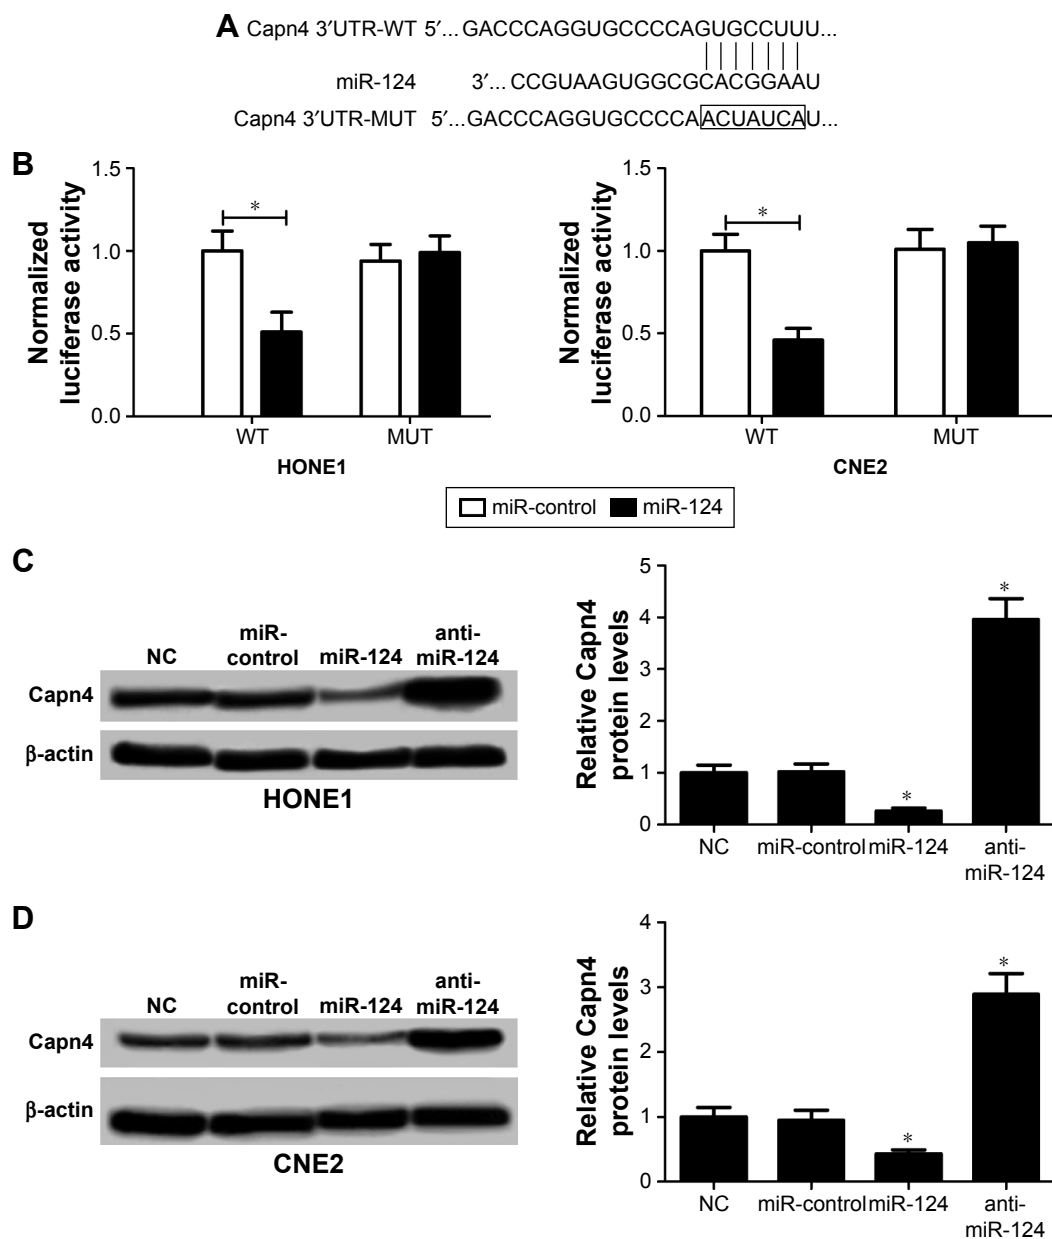 A
Capn4 3′UTR-WT 5′...GACCCAGGUGCCCCAGUGCCUUU...
miR-124 3′... CCGUAAGUGGCGCACGGAAU
Capn4 3′UTR-MUT 5′...GACCCAGGUGCCCCAACUAUCAU...
B
Normalized
luciferase activity
1.5
1.0
0.5
0.0
*
WT
MUT
HONE1
Normalized
luciferase activity
1.5
1.0
0.5
0.0
*
WT
MUT
CNE2
miR-control miR-124
C
NC
miR-
control
miR-124
anti-
miR-124
Capn4
β-actin
HONE1
Relative Capn4
protein levels
5
4
3
2
1
0
*
*
NC
miR-control
miR-124
anti-
miR-124
D
NC
miR-
control
miR-124
anti-
miR-124
Capn4
β-actin
CNE2
Relative Capn4
protein levels
4
3
2
1
0
*
*
NC
miR-control
miR-124
anti-
miR-124